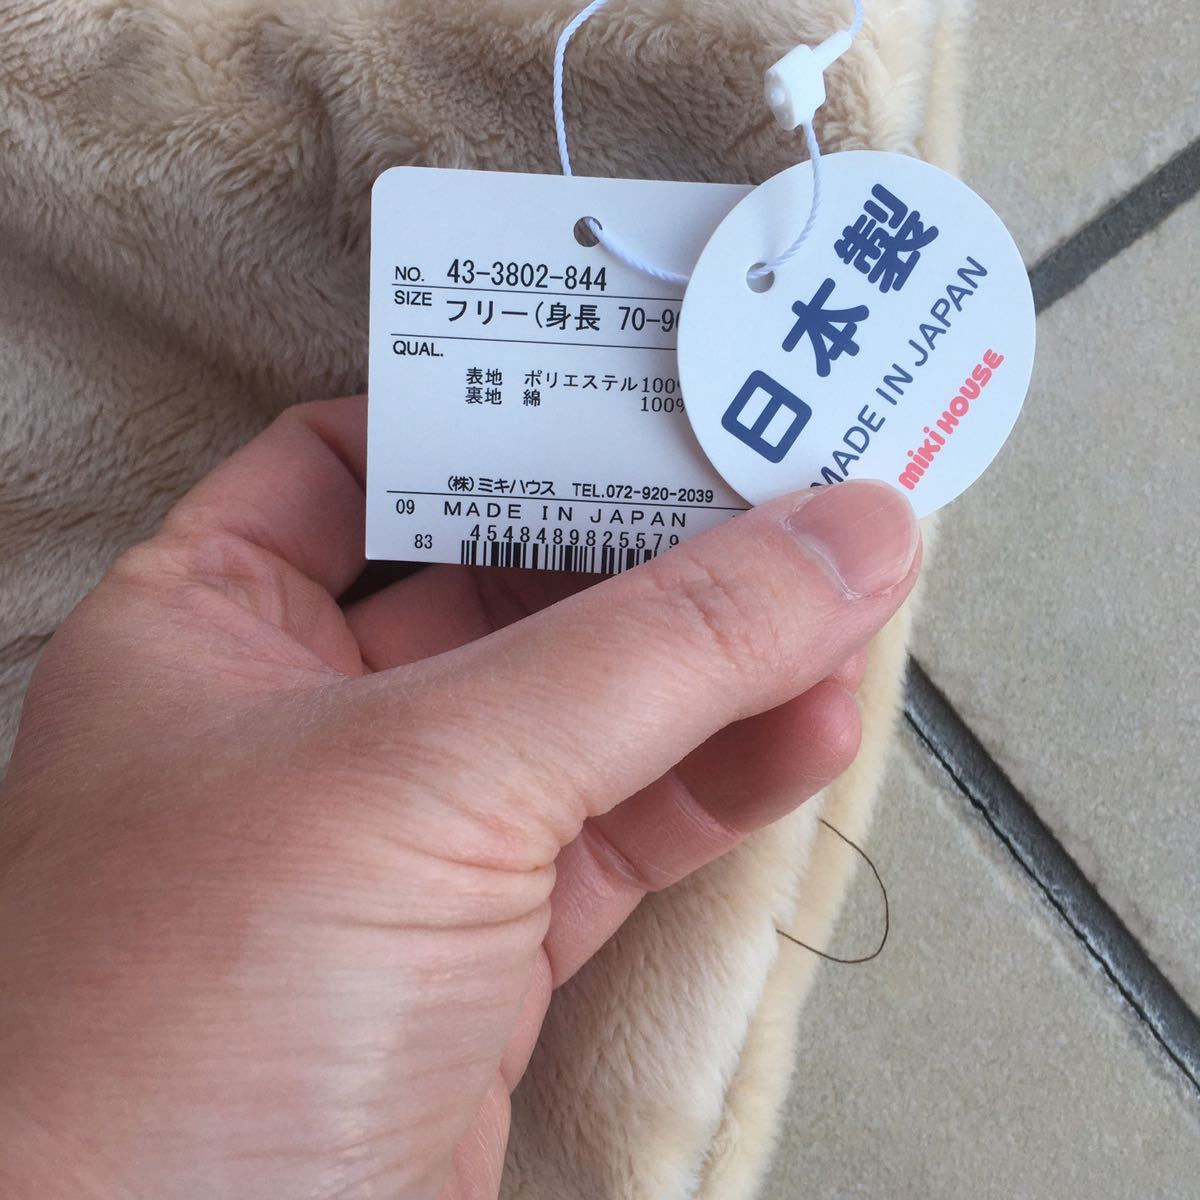 NO. 43-3802-844
SIZE フリー(身長 70-90
QUAL.
表地 ポリエステル100%
裏地 綿 100%
(株)ミキハウス TEL.072-920-2039
09 MADE IN JAPAN
83 4548489825579
日本製
MADE IN JAPAN
miki HOUSE